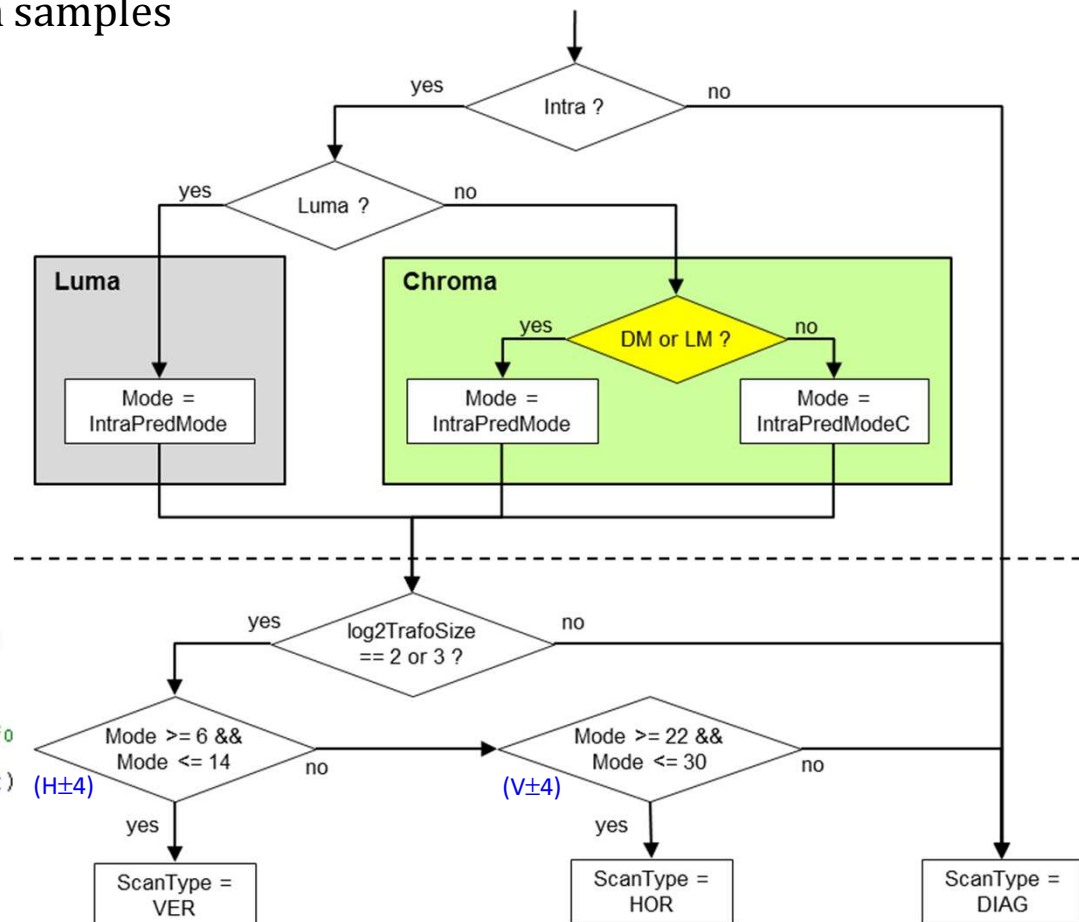 samples
Intra ?
yes
no
Luma ?
yes
no
Luma
Chroma
DM or LM ?
yes
no
Mode =
IntraPredMode
Mode =
IntraPredMode
Mode =
IntraPredModeC
log2TrafoSize
== 2 or 3 ?
yes
no
Mode >= 6 &&
Mode <= 14
(H±4)
no
yes
Mode >= 22 &&
Mode <= 30
(V±4)
no
yes
ScanType =
VER
ScanType =
HOR
ScanType =
DIAG